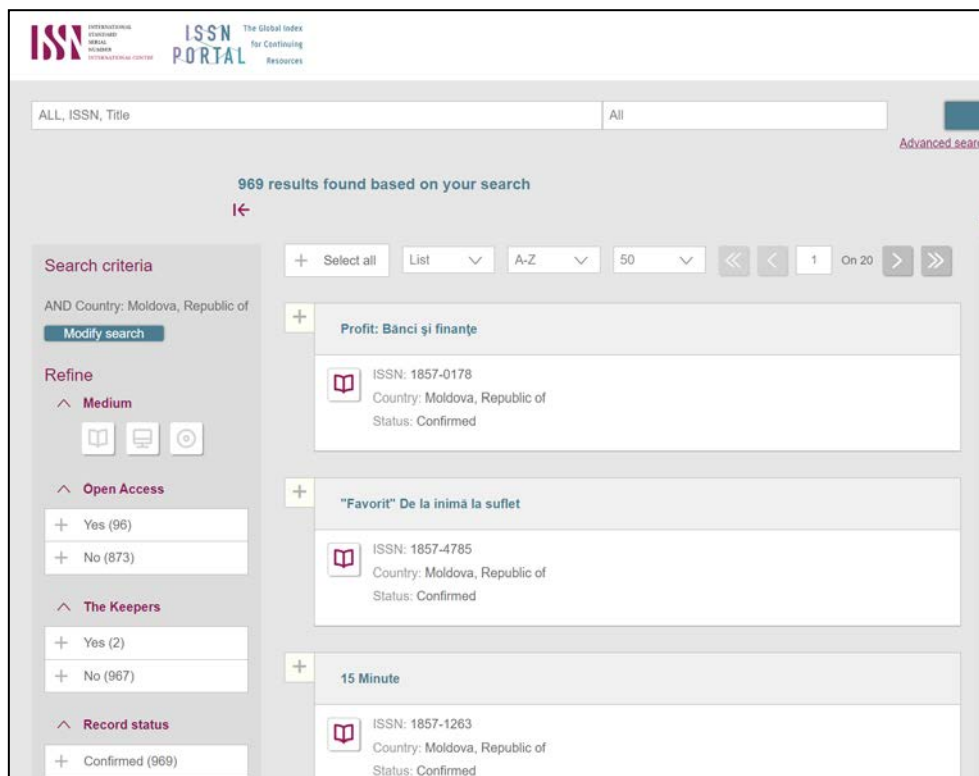 ISSN
INTERNATIONAL
STANDARD
SERIAL
NUMBER
INTERNATIONAL CENTRE
ISSN
PORTAL
The Global Index
for Continuing
Resources
ALL, ISSN, Title
All
Advanced sear
969 results found based on your search
Search criteria
AND Country: Moldova, Republic of
Modify search
Refine
Medium
Open Access
Yes (96)
No (873)
The Keepers
Yes (2)
No (967)
Record status
Confirmed (969)
Select all
List
A-Z
50
1
On 20
Profit: Bănci şi finanţe
ISSN: 1857-0178
Country: Moldova, Republic of
Status: Confirmed
"Favorit" De la inimă la suflet
ISSN: 1857-4785
Country: Moldova, Republic of
Status: Confirmed
15 Minute
ISSN: 1857-1263
Country: Moldova, Republic of
Status: Confirmed